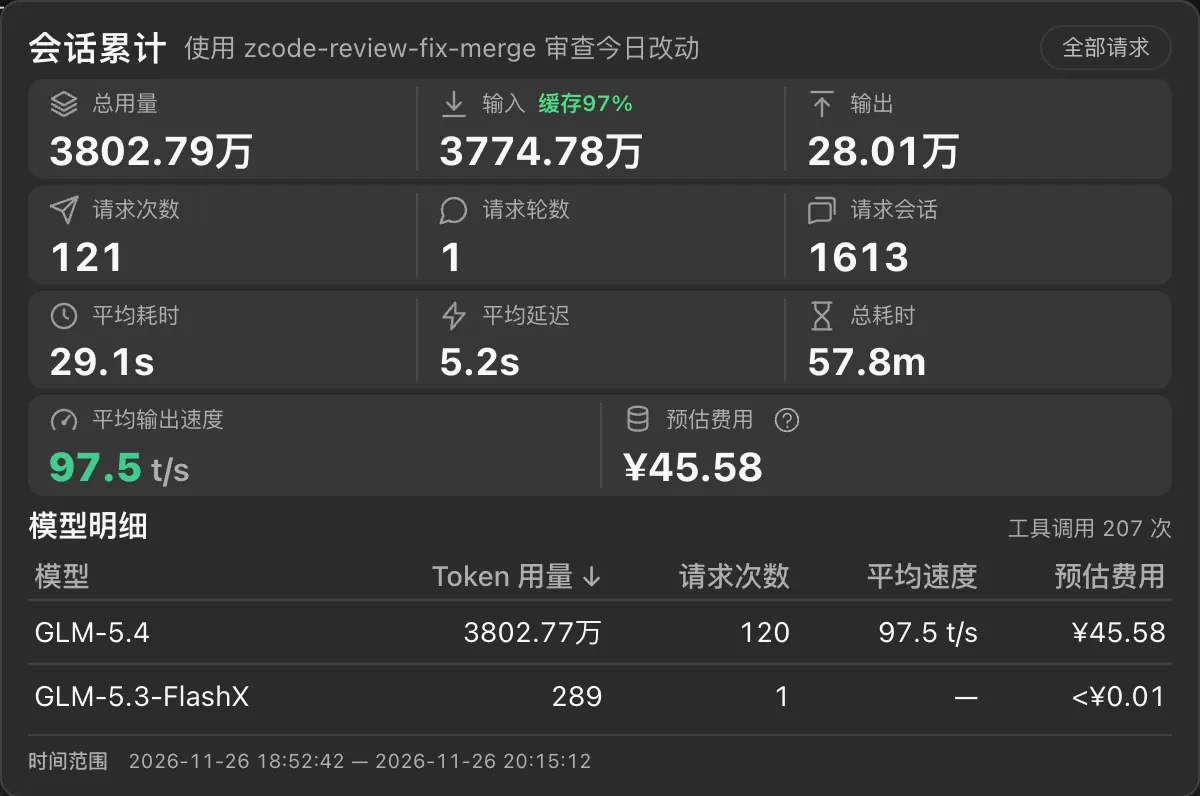 会话累计 使用 zcode-review-fix-merge 审查今日改动 全部请求
总用量 输入 缓存97% 输出
3802.79万 3774.78万 28.01万
请求次数 请求轮数 请求会话
121 1 1613
平均耗时 平均延迟 总耗时
29.1s 5.2s 57.8m
平均输出速度 预估费用 ?
97.5 t/s ¥45.58
模型明细 工具调用 207 次
模型 Token 用量 ↓ 请求次数 平均速度 预估费用
GLM-5.4 3802.77万 120 97.5 t/s ¥45.58
GLM-5.3-FlashX 289 1 — <¥0.01
时间范围 2026-11-26 18:52:42 — 2026-11-26 20:15:12